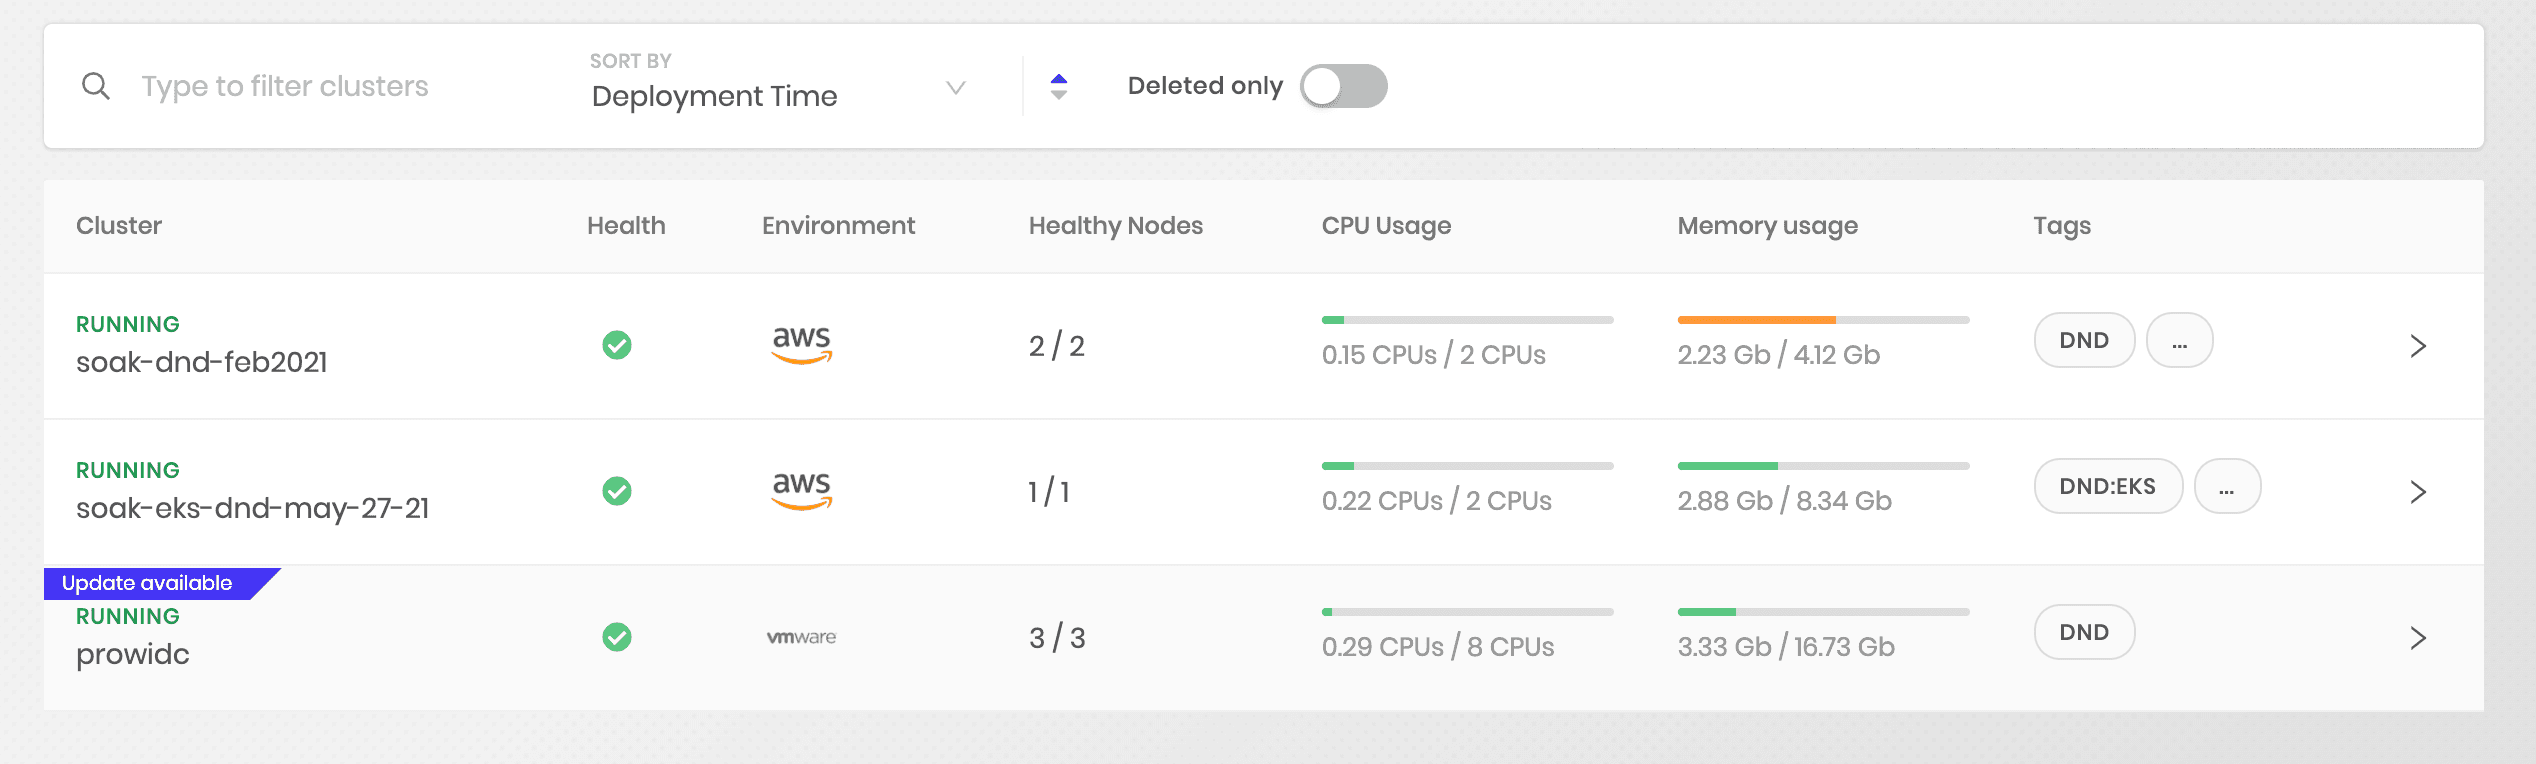 Type to filter clusters
SORT BY
Deployment Time
Deleted only
Cluster Health Environment Healthy Nodes CPU Usage Memory usage Tags
RUNNING
soak-dnd-feb2021
aws
2 / 2
0.15 CPUs / 2 CPUs
2.23 Gb / 4.12 Gb
DND ...
RUNNING
soak-eks-dnd-may-27-21
aws
1 / 1
0.22 CPUs / 2 CPUs
2.88 Gb / 8.34 Gb
DND:EKS ...
Update available
RUNNING
prowidc
vmware
3 / 3
0.29 CPUs / 8 CPUs
3.33 Gb / 16.73 Gb
DND